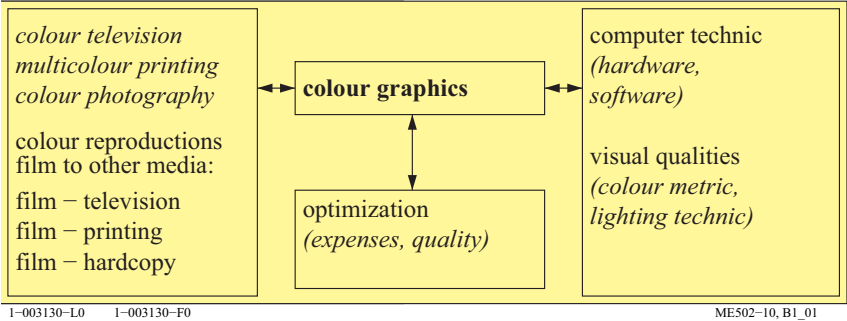 colour television
multicolour printing
colour photography
colour reproductions
film to other media:
film − television
film − printing
film − hardcopy
colour graphics
optimization
(expenses, quality)
computer technic
(hardware,
software)
visual qualities
(colour metric,
lighting technic)
1−003130−L0 1−003130−F0 ME502−10, B1_01